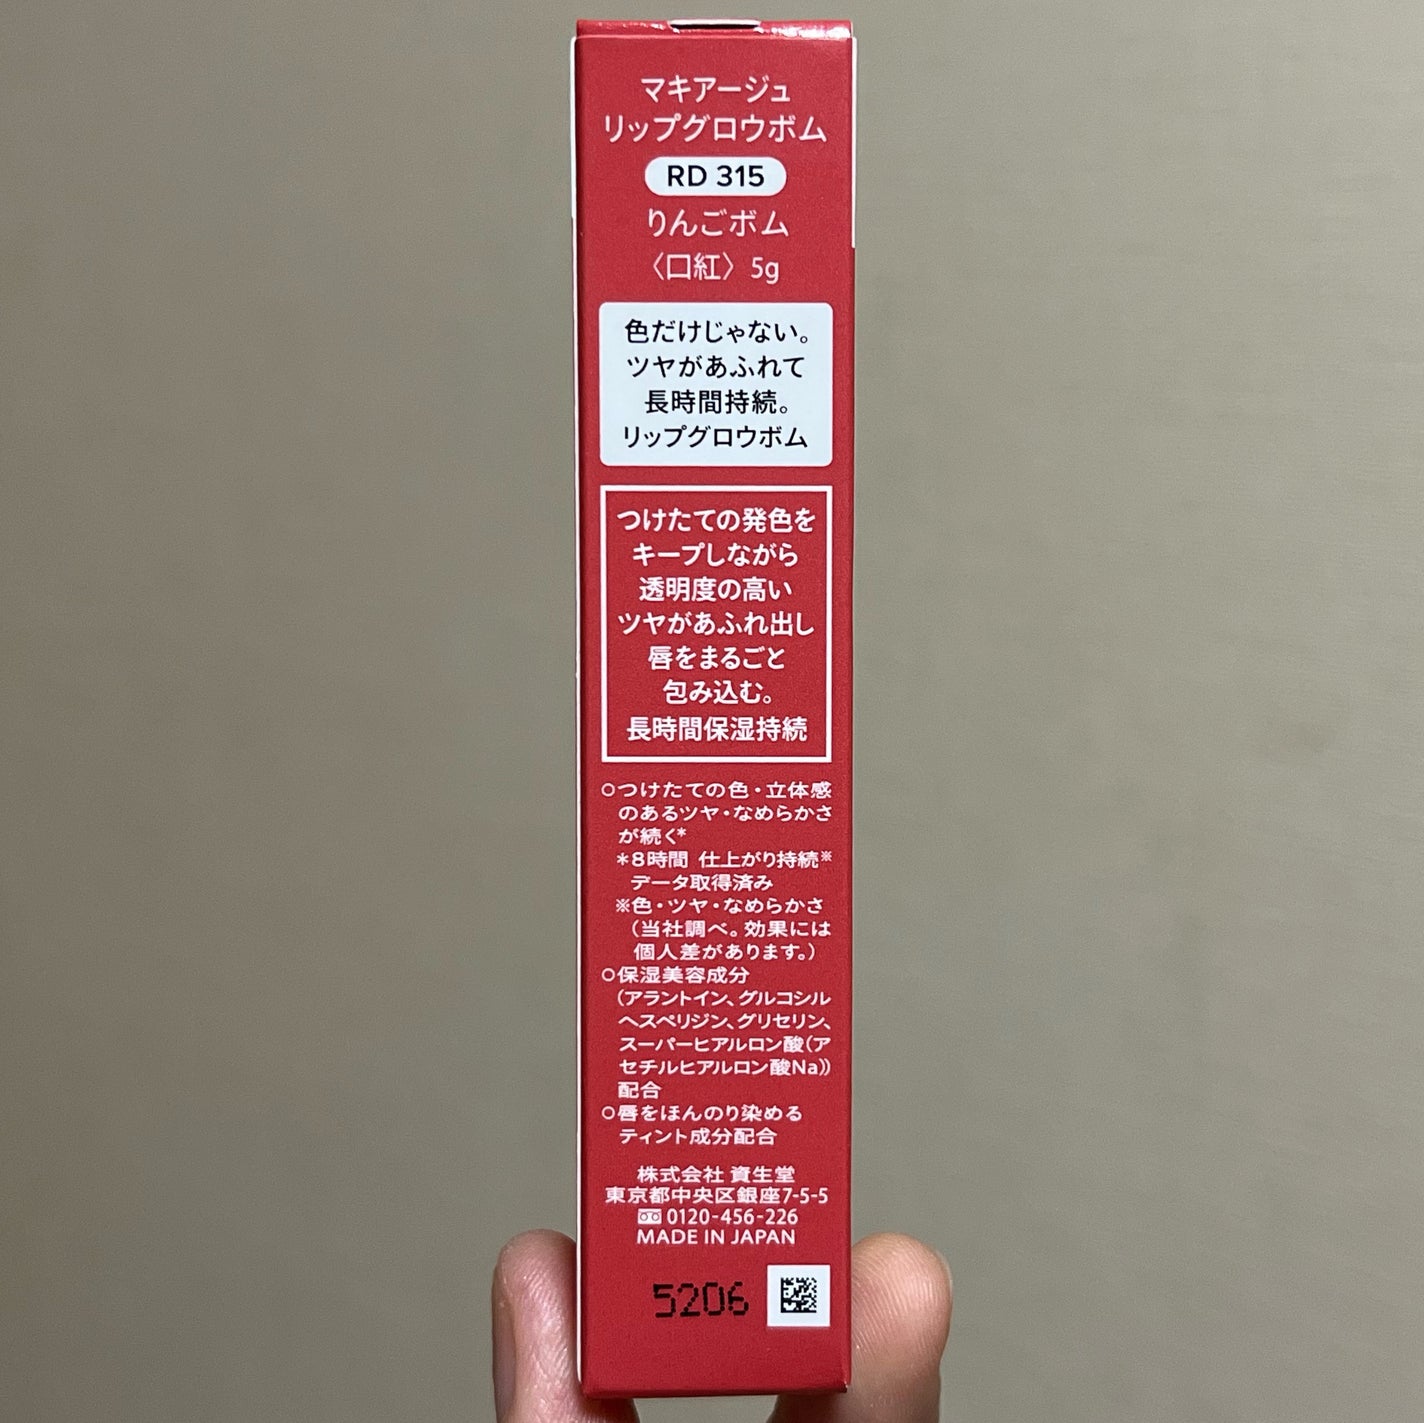 マキアージュ
リップグロウボム
RD 315
りんごボム
〈口紅〉 5g
色だけじゃない。
ツヤがあふれて
長時間持続。
リップグロウボム
つけたての発色を
キープしながら
透明度の高い
ツヤがあふれ出し
唇をまるごと
包み込む。
長時間保湿持続
○つけたての色・立体感
のあるツヤ・なめらかさ
が続く*
*8時間 仕上がり持続※
データ取得済み
※色・ツヤ・なめらかさ
(当社調べ。効果には
個人差があります。)
○保湿美容成分
(アラントイン、グルコシル
ヘスペリジン、グリセリン、
スーパーヒアルロン酸(ア
セチルヒアルロン酸Na))
配合
○唇をほんのり染める
ティント成分配合
株式会社 資生堂
東京都中央区銀座7-5-5
0120-456-226
MADE IN JAPAN
5206